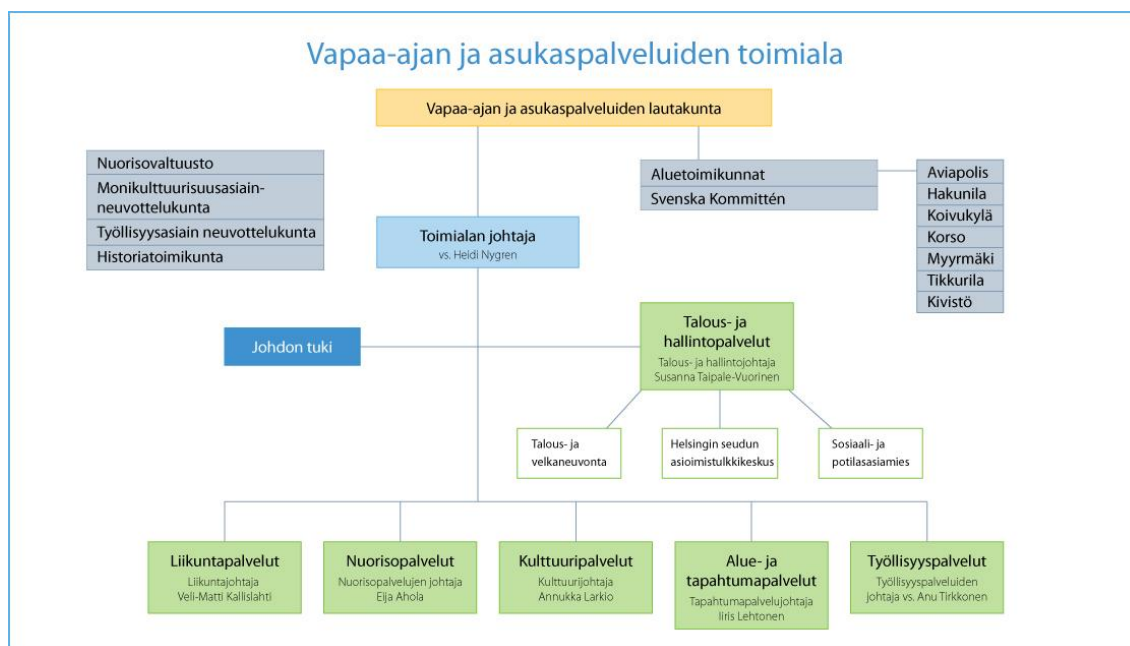 Vapaa-ajan ja asukaspalveluiden toimiala
Vapaa-ajan ja asukaspalveluiden lautakunta
Nuorisovaltuusto
Monikulttuurisuusasiain-
neuvottelukunta
Työllisyysasiain neuvottelukunta
Historiatoimikunta
Aluetoimikunnat
Svenska Kommittén
Aviapolis
Hakunila
Koivukylä
Korso
Myyrmäki
Tikkurila
Kivistö
Toimialan johtaja
vs. Heidi Nygren
Johdon tuki
Talous- ja
hallintopalvelut
Talous- ja hallintojohtaja
Susanna Taipale-Vuorinen
Talous- ja
velkaneuvonta
Helsingin seudun
asioimistulkkikeskus
Sosiaali- ja
potilasasiamies
Liikuntapalvelut
Liikuntajohtaja
Veli-Matti Kallislahti
Nuorisopalvelut
Nuorisopalvelujen johtaja
Eija Ahola
Kulttuuripalvelut
Kulttuurijohtaja
Annukka Larkio
Alue- ja
tapahtumapalvelut
Tapahtumapalvelujohtaja
Iiris Lehtonen
Työllisyyspalvelut
Työllisyyspalveluiden
johtaja vs. Anu Tirkkonen